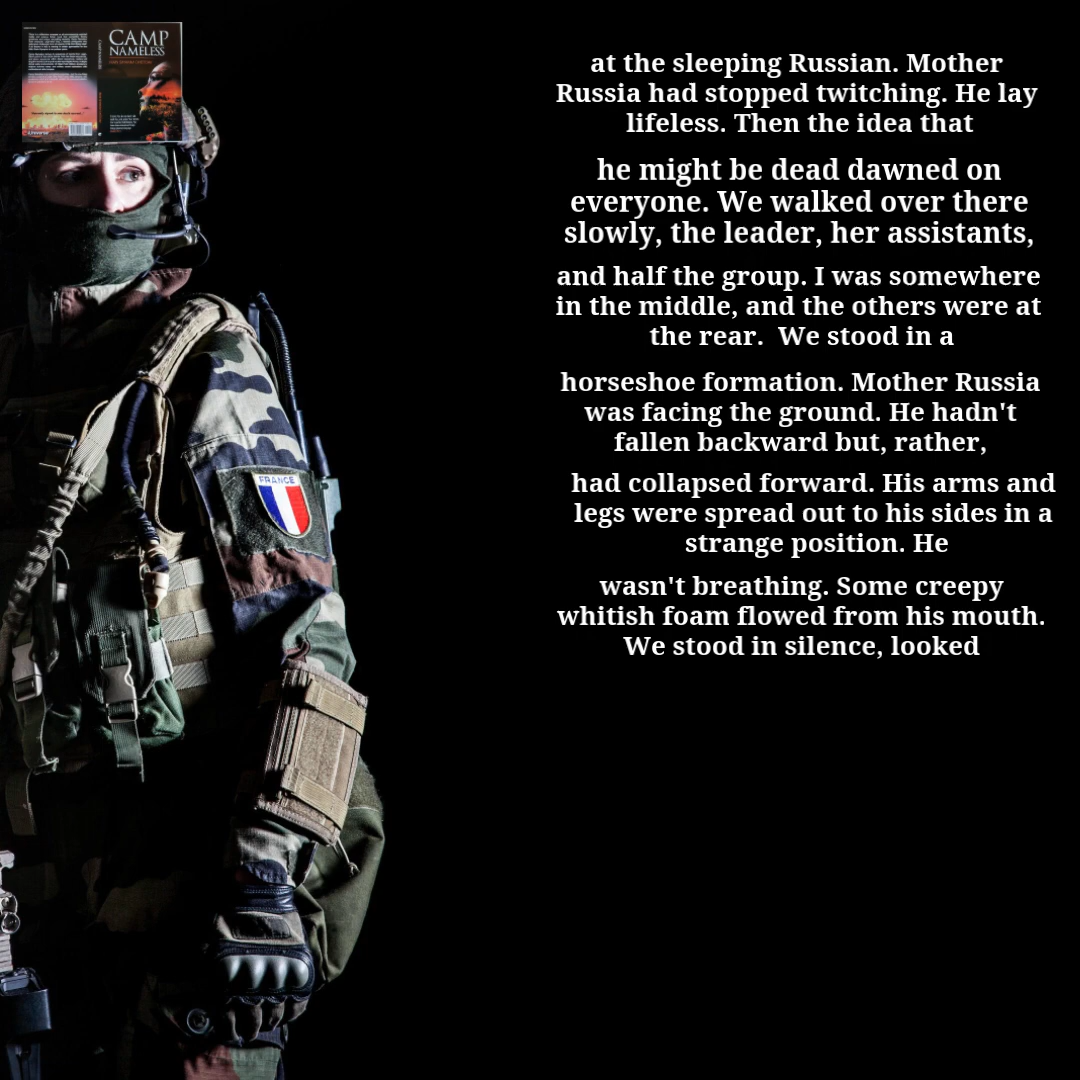 CAMP
NAMELESS
iUniverse
FRANCE
at the sleeping Russian. Mother
Russia had stopped twitching. He lay
lifeless. Then the idea that
he might be dead dawned on
everyone. We walked over there
slowly, the leader, her assistants,
and half the group. I was somewhere
in the middle, and the others were at
the rear.  We stood in a
horseshoe formation. Mother Russia
was facing the ground. He hadn't
fallen backward but, rather,
had collapsed forward. His arms and
legs were spread out to his sides in a
strange position. He
wasn't breathing. Some creepy
whitish foam flowed from his mouth.
We stood in silence, looked